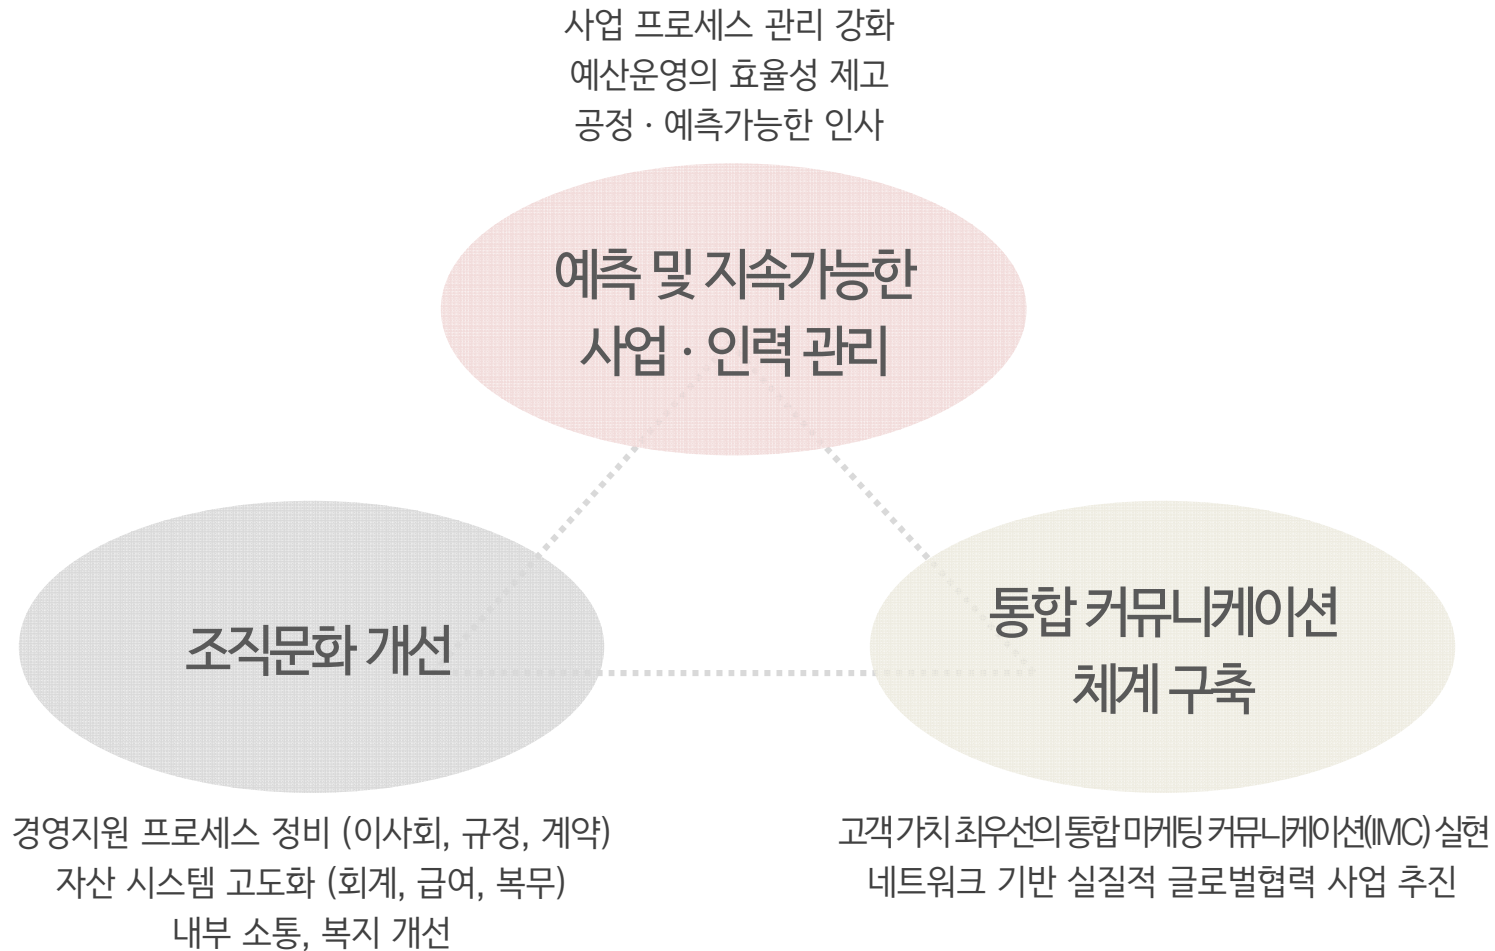 사업 프로세스 관리 강화
예산운영의 효율성 제고
공정 · 예측가능한 인사
예측 및 지속가능한
사업 · 인력 관리
조직문화 개선
통합 커뮤니케이션
체계 구축
경영지원 프로세스 정비 (이사회, 규정, 계약)
자산 시스템 고도화 (회계, 급여, 복무)
내부 소통, 복지 개선
고객 가치 최우선의 통합 마케팅 커뮤니케이션(IMC) 실현
네트워크 기반 실질적 글로벌협력 사업 추진